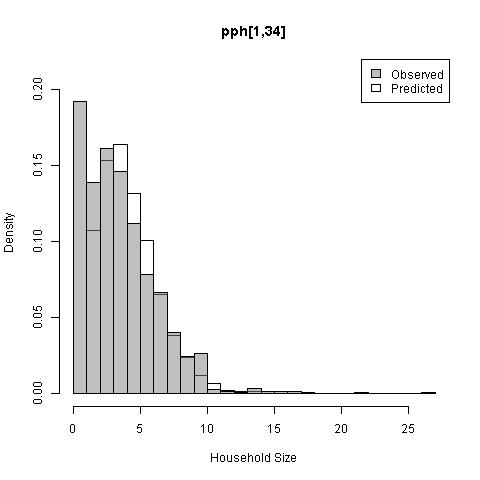 pph[1,34]
Observed
Predicted
0.20
0.15
0.10
0.05
0.00
Density
0 5 10 15 20 25
Household Size